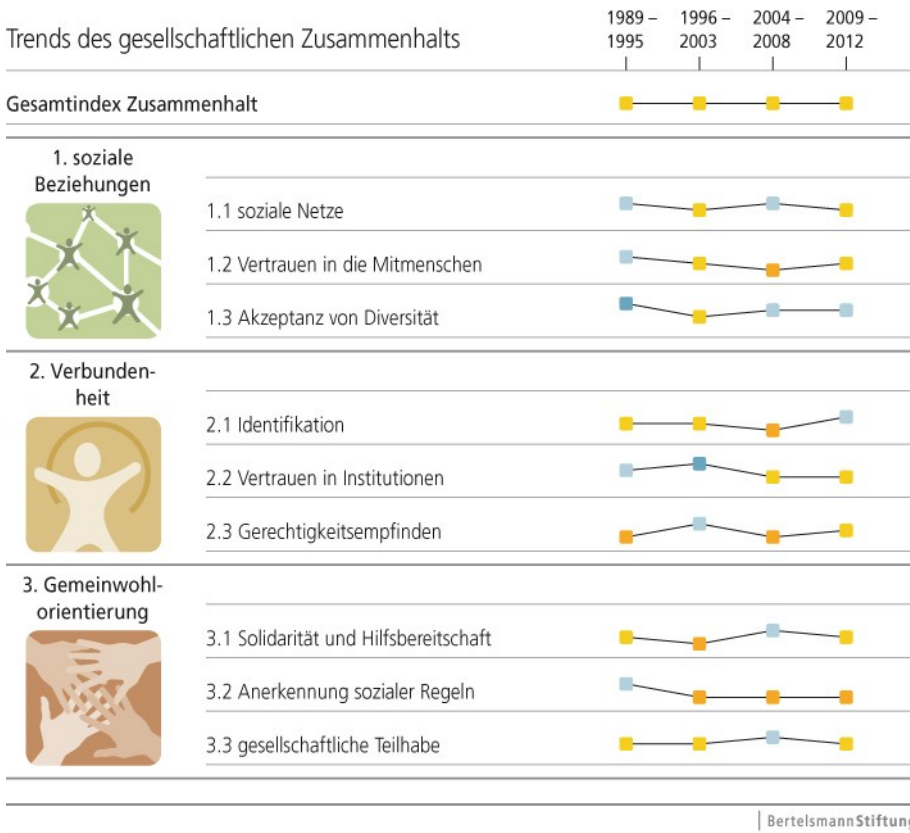 Trends des gesellschaftlichen Zusammenhalts
1989 – 1996 – 2004 – 2009 –
1995 2003 2008 2012
Gesamtindex Zusammenhalt
1. soziale
Beziehungen
1.1 soziale Netze
1.2 Vertrauen in die Mitmenschen
1.3 Akzeptanz von Diversität
2. Verbunden-
heit
2.1 Identifikation
2.2 Vertrauen in Institutionen
2.3 Gerechtigkeitsempfinden
3. Gemeinwohl-
orientierung
3.1 Solidarität und Hilfsbereitschaft
3.2 Anerkennung sozialer Regeln
3.3 gesellschaftliche Teilhabe
BertelsmannStiftung